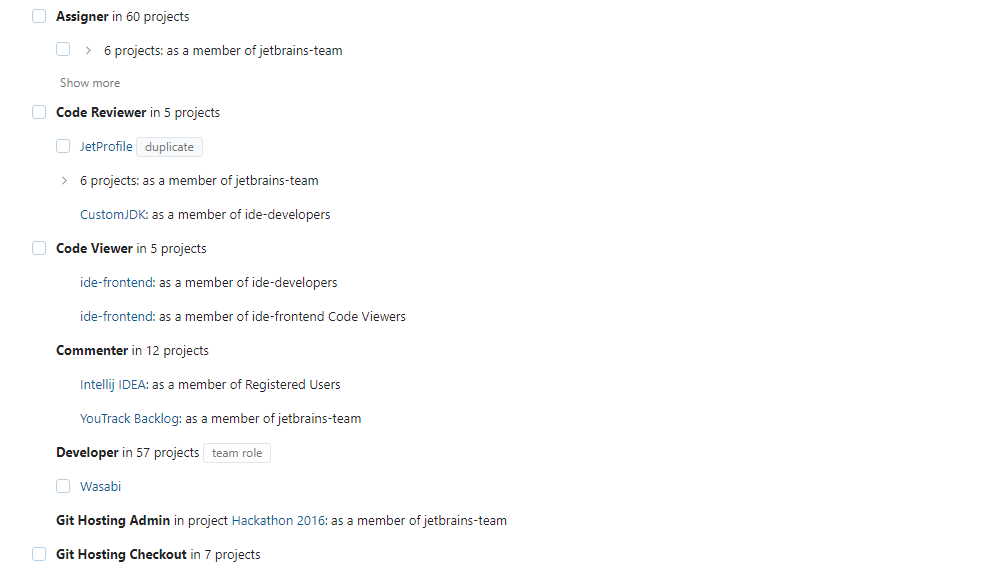 Assigner in 60 projects
6 projects: as a member of jetbrains-team
Show more
Code Reviewer in 5 projects
JetProfile duplicate
6 projects: as a member of jetbrains-team
CustomJDK: as a member of ide-developers
Code Viewer in 5 projects
ide-frontend: as a member of ide-developers
ide-frontend: as a member of ide-frontend Code Viewers
Commenter in 12 projects
Intellij IDEA: as a member of Registered Users
YouTrack Backlog: as a member of jetbrains-team
Developer in 57 projects team role
Wasabi
Git Hosting Admin in project Hackathon 2016: as a member of jetbrains-team
Git Hosting Checkout in 7 projects